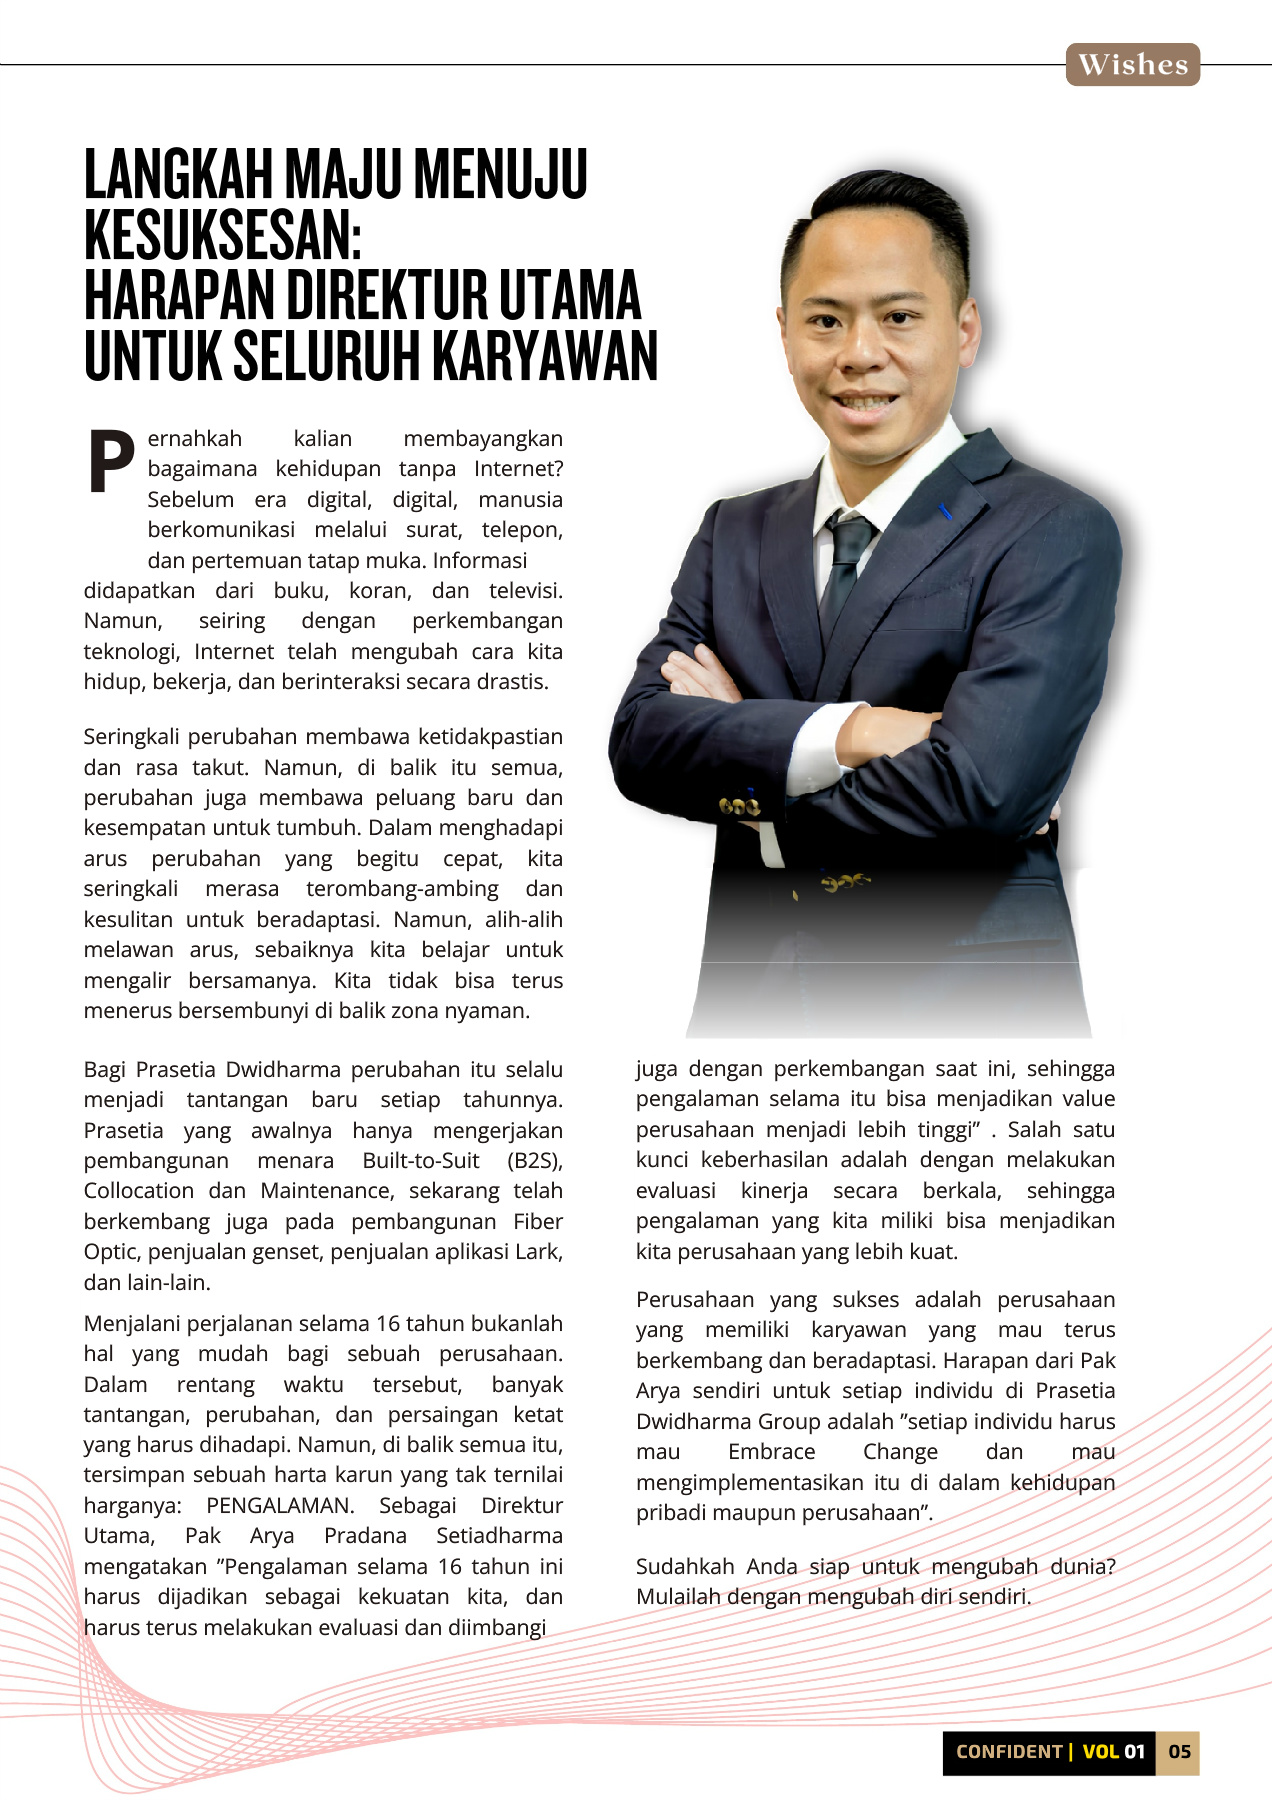 Wishes
LANGKAH MAJU MENUJU
KESUKSESAN:
HARAPAN DIREKTUR UTAMA
UNTUK SELURUH KARYAWAN
Pernahkah kalian membayangkan
bagaimana kehidupan tanpa Internet?
Sebelum era digital, digital, manusia
berkomunikasi melalui surat, telepon,
dan pertemuan tatap muka. Informasi
didapatkan dari buku, koran, dan televisi.
Namun, seiring dengan perkembangan
teknologi, Internet telah mengubah cara kita
hidup, bekerja, dan berinteraksi secara drastis.
Seringkali perubahan membawa ketidakpastian
dan rasa takut. Namun, di balik itu semua,
perubahan juga membawa peluang baru dan
kesempatan untuk tumbuh. Dalam menghadapi
arus perubahan yang begitu cepat, kita
seringkali merasa terombang-ambing dan
kesulitan untuk beradaptasi. Namun, alih-alih
melawan arus, sebaiknya kita belajar untuk
mengalir bersamanya. Kita tidak bisa terus
menerus bersembunyi di balik zona nyaman.
Bagi Prasetia Dwidharma perubahan itu selalu
menjadi tantangan baru setiap tahunnya.
Prasetia yang awalnya hanya mengerjakan
pembangunan menara Built-to-Suit (B2S),
Collocation dan Maintenance, sekarang telah
berkembang juga pada pembangunan Fiber
Optic, penjualan genset, penjualan aplikasi Lark,
dan lain-lain.
Menjalani perjalanan selama 16 tahun bukanlah
hal yang mudah bagi sebuah perusahaan.
Dalam rentang waktu tersebut, banyak
tantangan, perubahan, dan persaingan ketat
yang harus dihadapi. Namun, di balik semua itu,
tersimpan sebuah harta karun yang tak ternilai
harganya: PENGALAMAN. Sebagai Direktur
Utama, Pak Arya Pradana Setiadharma
mengatakan ”Pengalaman selama 16 tahun ini
harus dijadikan sebagai kekuatan kita, dan
harus terus melakukan evaluasi dan diimbangi
juga dengan perkembangan saat ini, sehingga
pengalaman selama itu bisa menjadikan value
perusahaan menjadi lebih tinggi” . Salah satu
kunci keberhasilan adalah dengan melakukan
evaluasi kinerja secara berkala, sehingga
pengalaman yang kita miliki bisa menjadikan
kita perusahaan yang lebih kuat.
Perusahaan yang sukses adalah perusahaan
yang memiliki karyawan yang mau terus
berkembang dan beradaptasi. Harapan dari Pak
Arya sendiri untuk setiap individu di Prasetia
Dwidharma Group adalah ”setiap individu harus
mau Embrace Change dan mau
mengimplementasikan itu di dalam kehidupan
pribadi maupun perusahaan”.
Sudahkah Anda siap untuk mengubah dunia?
Mulailah dengan mengubah diri sendiri.
CONFIDENT | VOL 01 05